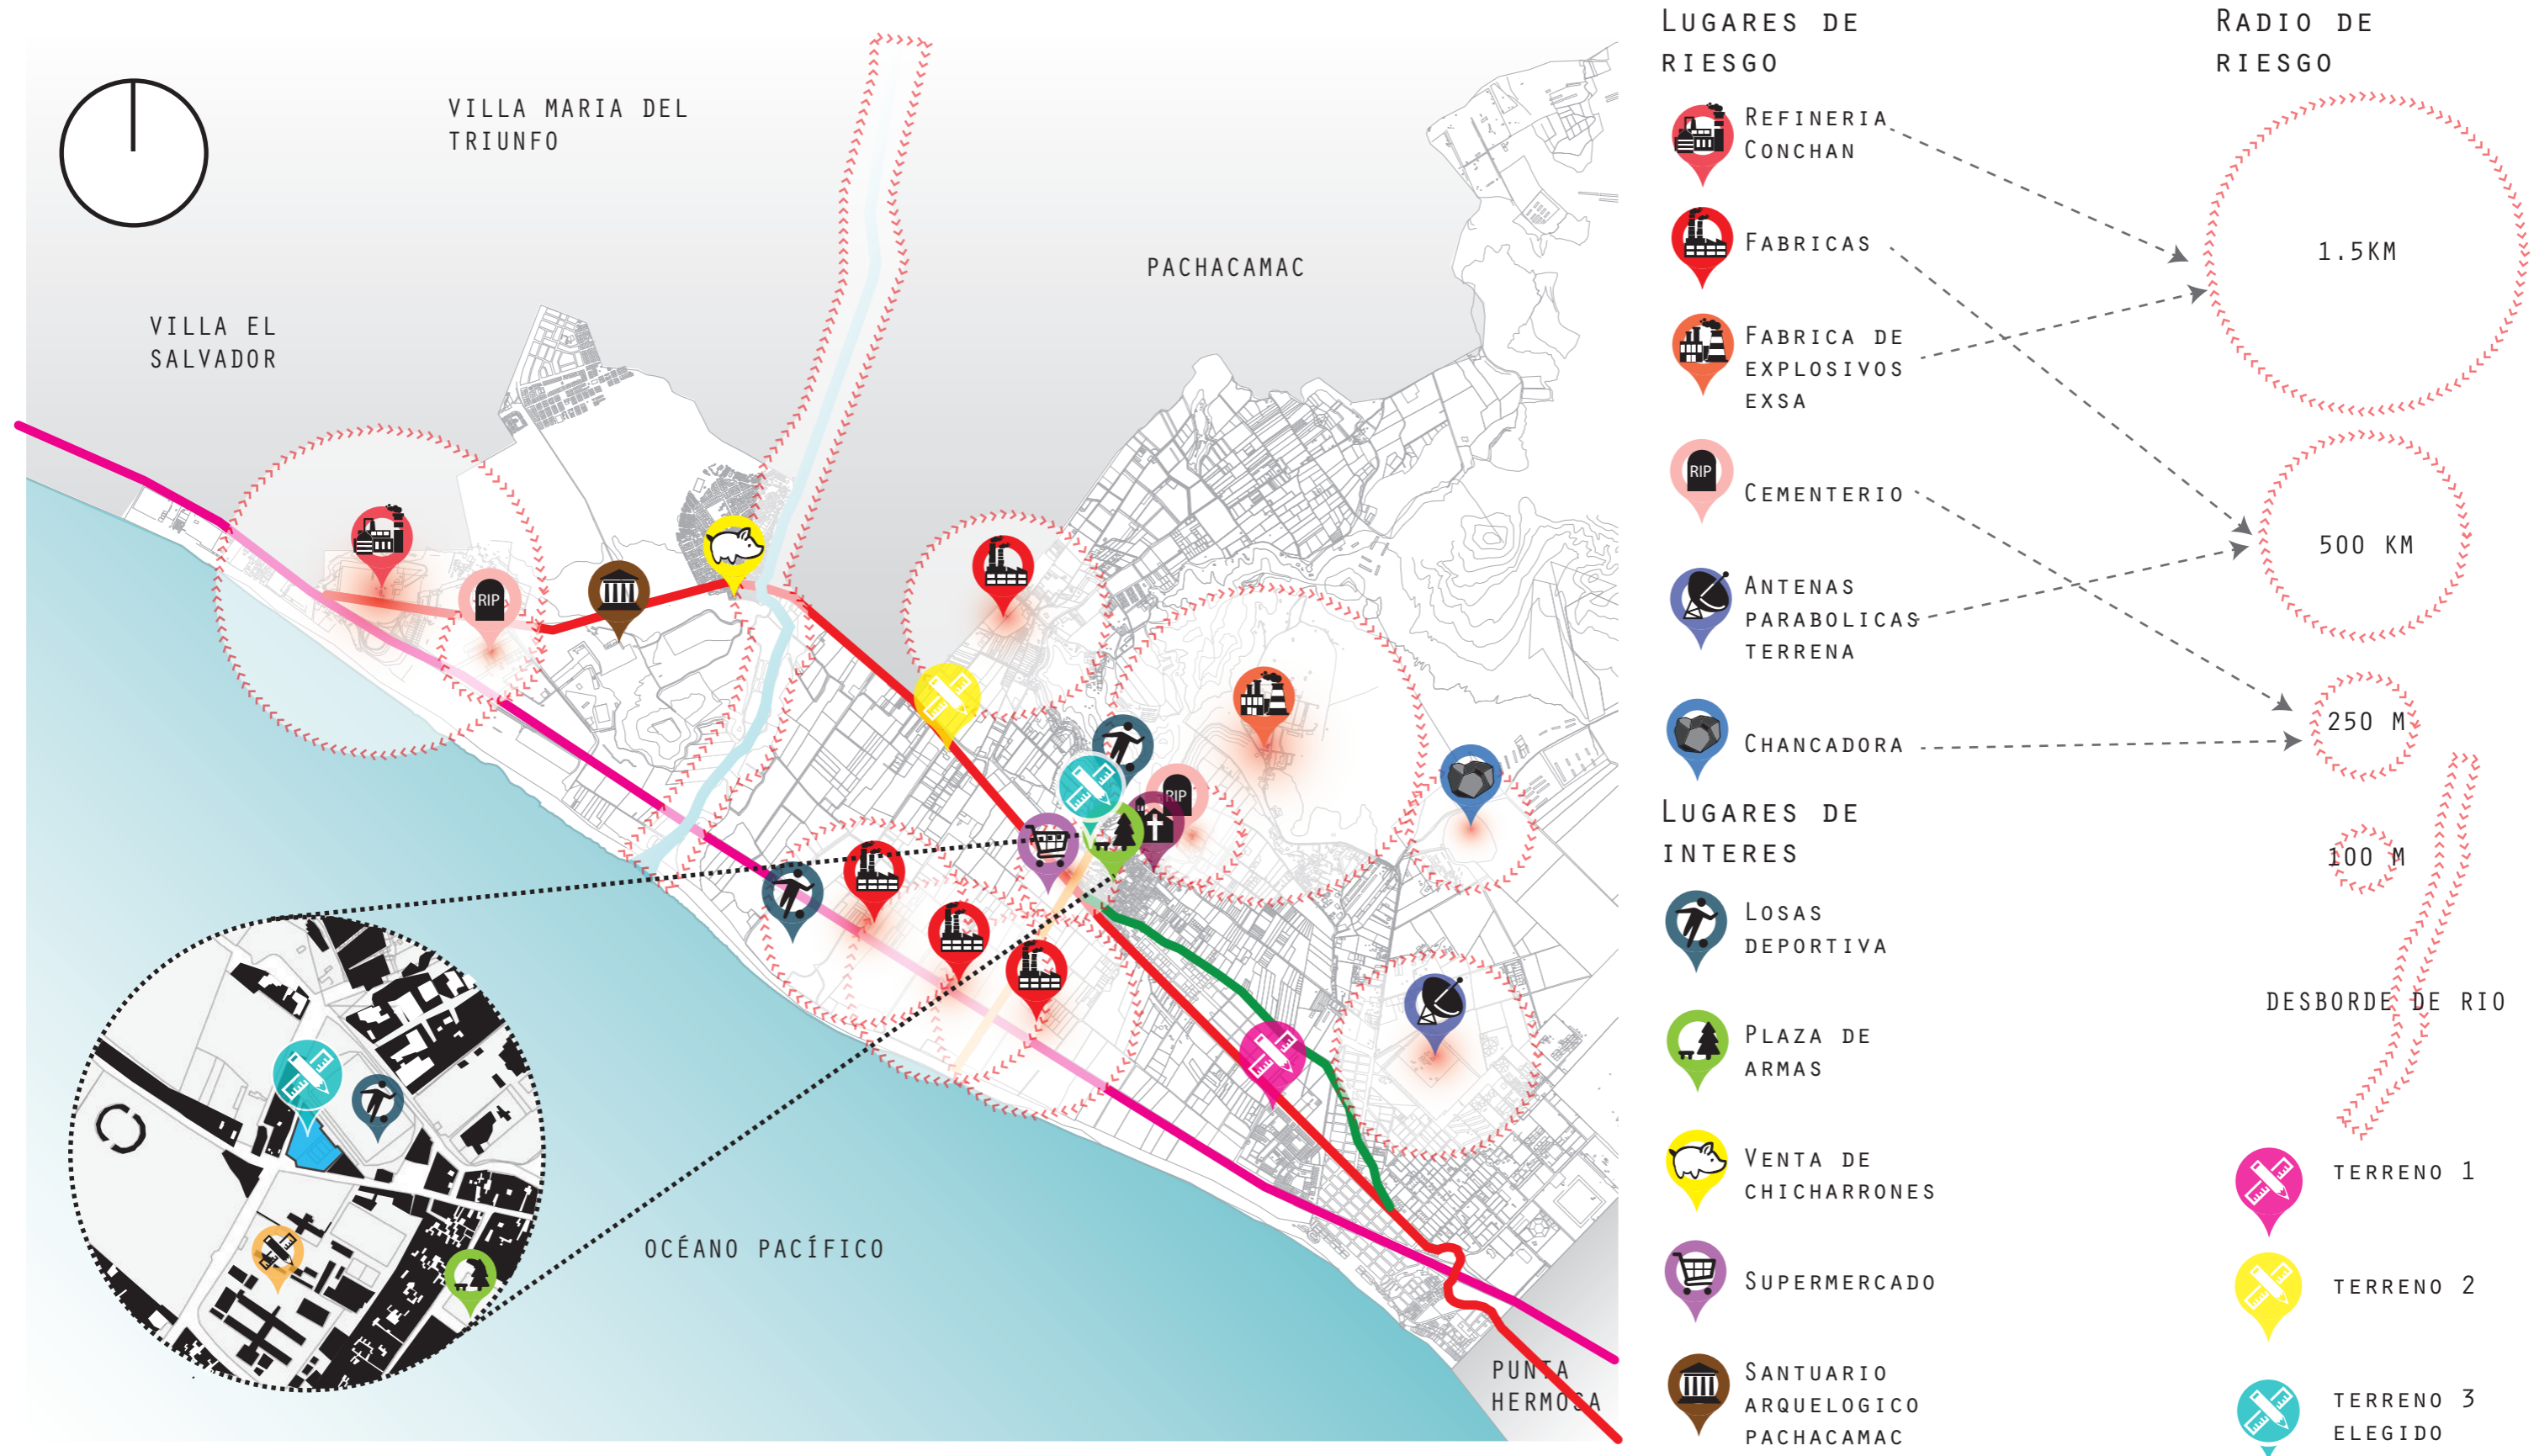 VILLA MARIA DEL
TRIUNFO
PACHACAMAC
VILLA EL
SALVADOR
RIP
RIP
OCÉANO PACÍFICO
PUNTA
HERMOSA
LUGARES DE
RIESGO
REFINERIA
CONCHAN
FABRICAS
FABRICA DE
EXPLOSIVOS
EXSA
RIP
CEMENTERIO
ANTENAS
PARABOLICAS
TERRENA
CHANCADORA
LUGARES DE
INTERES
LOSAS
DEPORTIVA
PLAZA DE
ARMAS
VENTA DE
CHICHARRONES
SUPERMERCADO
SANTUARIO
ARQUELOGICO
PACHACAMAC
RADIO DE
RIESGO
1.5KM
500 KM
250 M
100 M
DESBORDE DE RIO
TERRENO 1
TERRENO 2
TERRENO 3
ELEGIDO